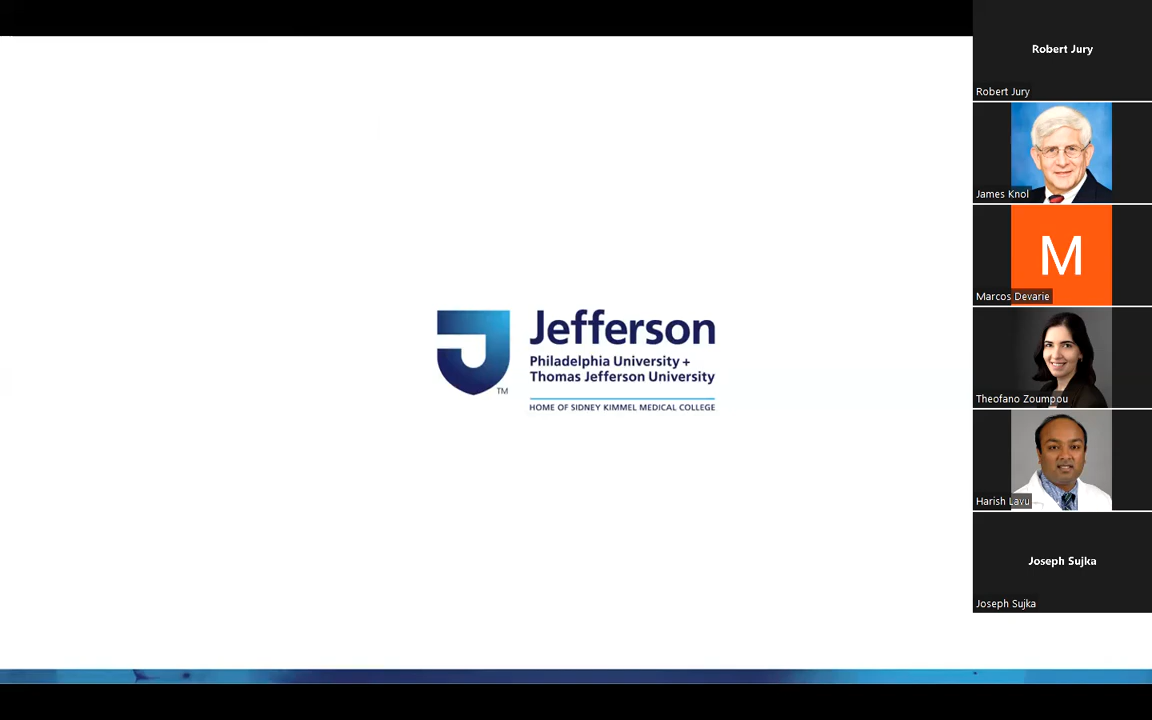 Jefferson
Philadelphia University +
Thomas Jefferson University
TM
HOME OF SIDNEY KIMMEL MEDICAL COLLEGE
Robert Jury
Robert Jury
James Knol
M
Marcos Devarie
Theofano Zoumpou
Harish Lavu
Joseph Sujka
Joseph Sujka